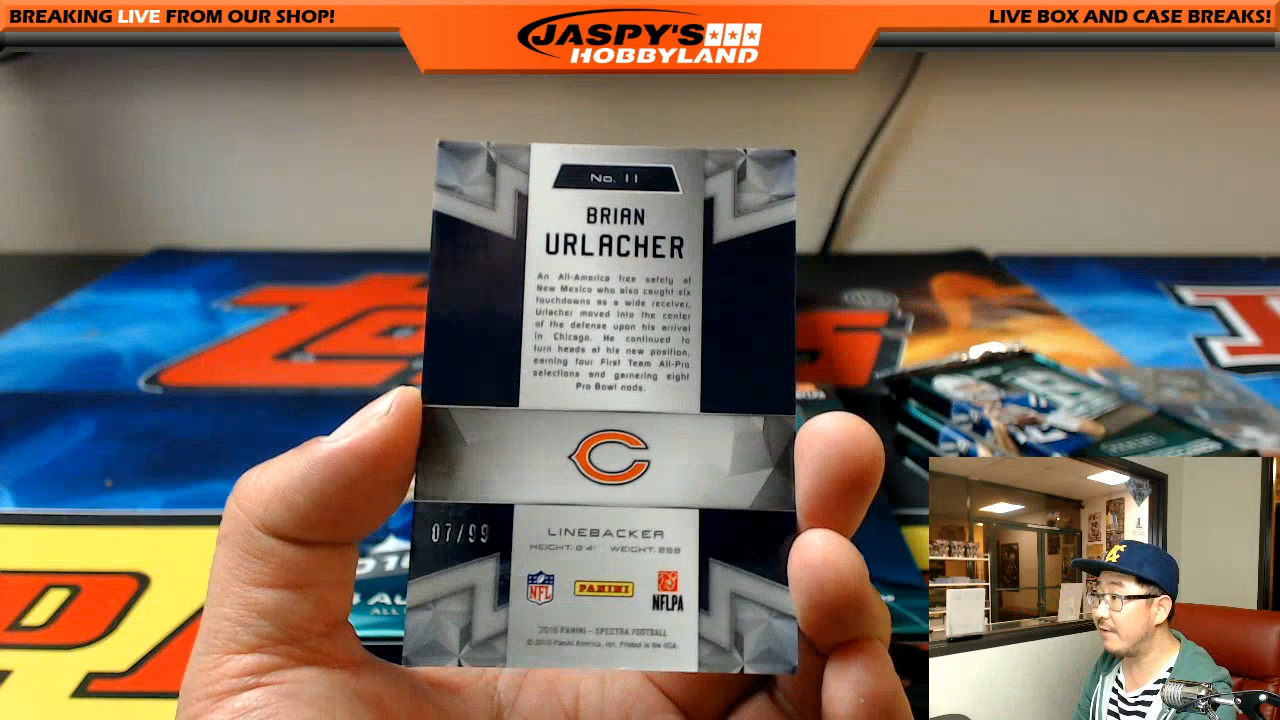 BREAKING LIVE FROM OUR SHOP!
JASPY'S
HOBBYLAND
LIVE BOX AND CASE BREAKS!
No. 11
BRIAN
URLACHER
An All-America free safety at
New Mexico who also caught six
touchdowns as a wide receiver,
Urlacher moved into the center
of the defense upon his arrival
in Chicago. He continued to
turn heads at his new position,
earning four First Team All-Pro
selections and garnering eight
Pro Bowl nods.
C
07/99
LINEBACKER
HEIGHT: 6'4" WEIGHT: 258
NFL
PANINI
NFLPA
2016 PANINI – SPECTRA FOOTBALL
© 2016 Panini America, Inc. Printed in the USA.